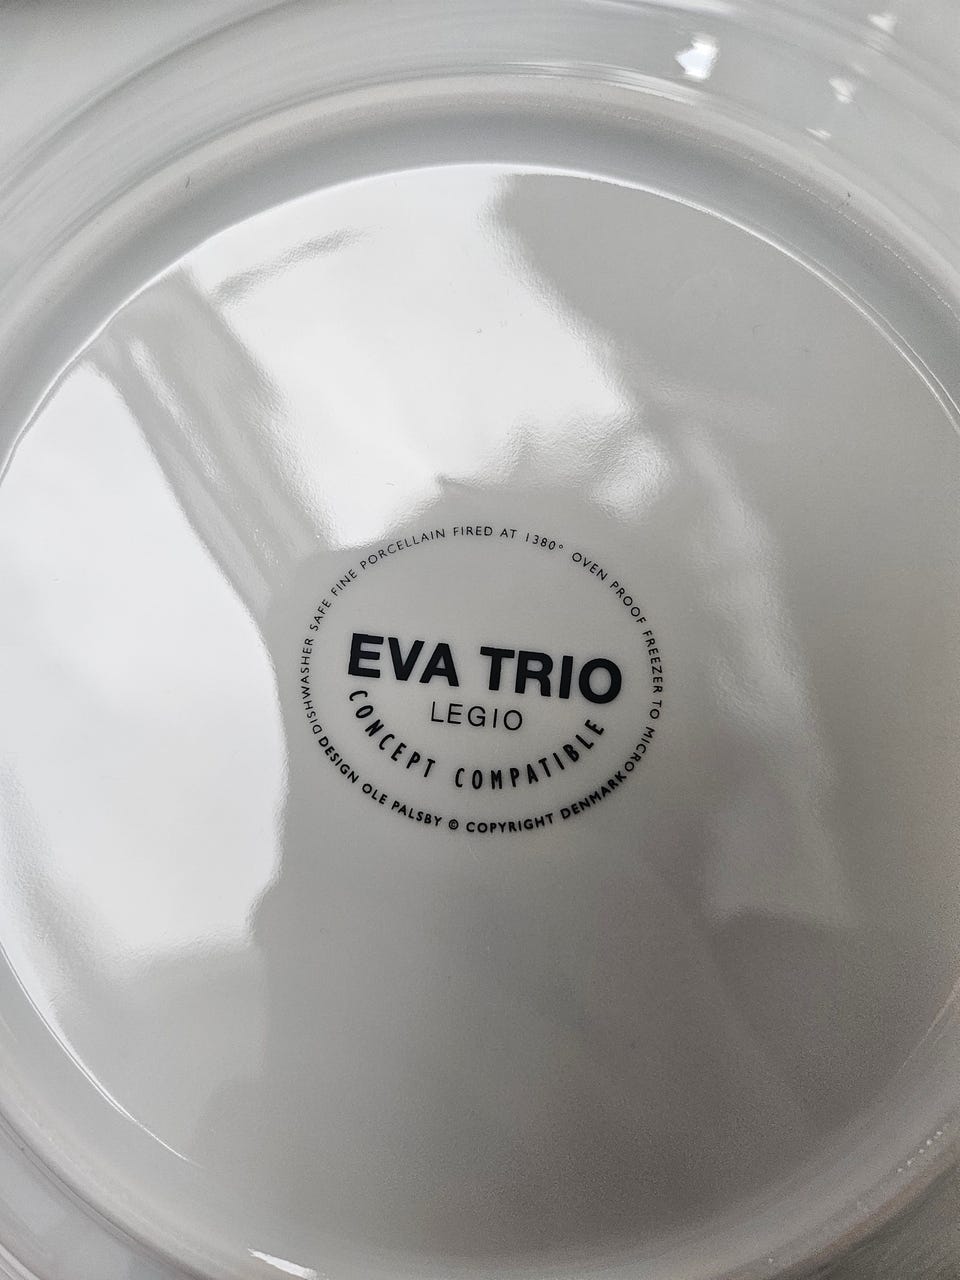 DISHWASHER SAFE FINE PORCELLAIN FIRED AT 1380° OVEN PROOF FREEZER TO MICRO
EVA TRIO
LEGIO
CONCEPT COMPATIBLE
DESIGN OLE PALSBY © COPYRIGHT DENMARK